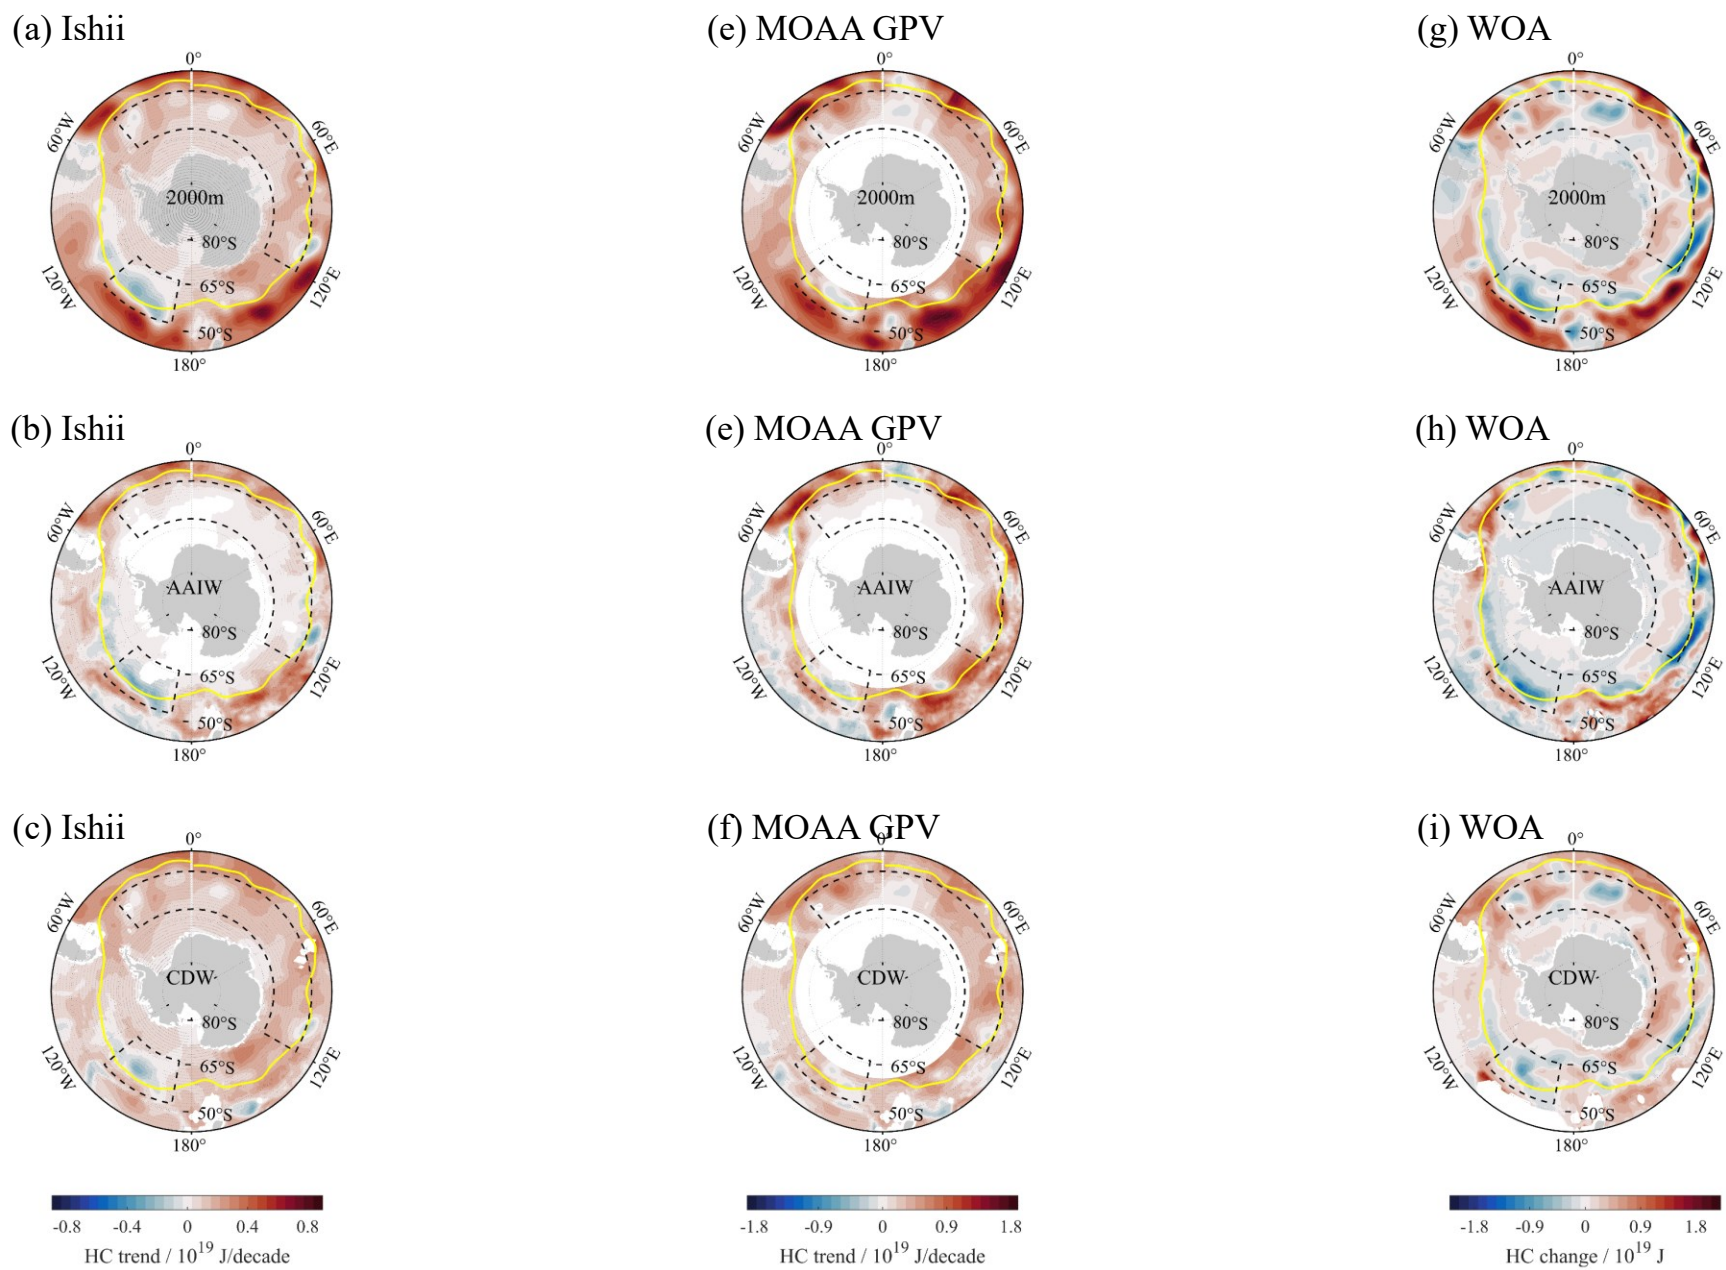 (a) Ishii
(e) MOAA GPV
(g) WOA
0°
60°W
60°E
2000m
80°S
65°S
50°S
120°W
120°E
180°
0°
60°W
60°E
2000m
80°S
65°S
50°S
120°W
120°E
180°
0°
60°W
60°E
2000m
80°S
65°S
50°S
120°W
120°E
180°
(b) Ishii
(e) MOAA GPV
(h) WOA
0°
60°W
60°E
AAIW
80°S
65°S
50°S
120°W
120°E
180°
0°
60°W
60°E
AAIW
80°S
65°S
50°S
120°W
120°E
180°
0°
60°W
60°E
AAIW
80°S
65°S
50°S
120°W
120°E
180°
(c) Ishii
(f) MOAA GPV
(i) WOA
0°
60°W
60°E
CDW
80°S
65°S
50°S
120°W
120°E
180°
0°
60°W
60°E
CDW
80°S
65°S
50°S
120°W
120°E
180°
0°
60°W
60°E
CDW
80°S
65°S
50°S
120°W
120°E
180°
-0.8 -0.4 0 0.4 0.8
HC trend / 10^19 J/decade
-1.8 -0.9 0 0.9 1.8
HC trend / 10^19 J/decade
-1.8 -0.9 0 0.9 1.8
HC change / 10^19 J